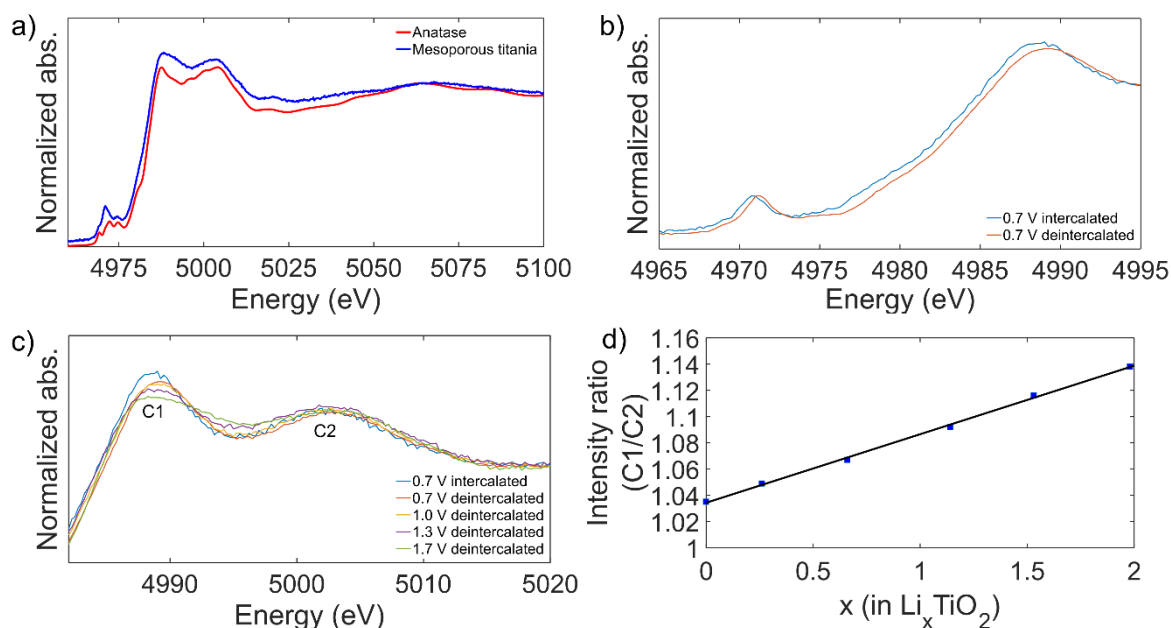 a)
Normalized abs.
Anatase
Mesoporous titania
4975 5000 5025 5050 5075 5100
Energy (eV)
b)
Normalized abs.
0.7 V intercalated
0.7 V deintercalated
4965 4970 4975 4980 4985 4990 4995
Energy (eV)
c)
Normalized abs.
C1
C2
0.7 V intercalated
0.7 V deintercalated
1.0 V deintercalated
1.3 V deintercalated
1.7 V deintercalated
4990 5000 5010 5020
Energy (eV)
d)
Intensity ratio
(C1/C2)
1.16
1.14
1.12
1.10
1.08
1.06
1.04
1.02
1
0 0.5 1 1.5 2
x (in LiₓTiO₂)